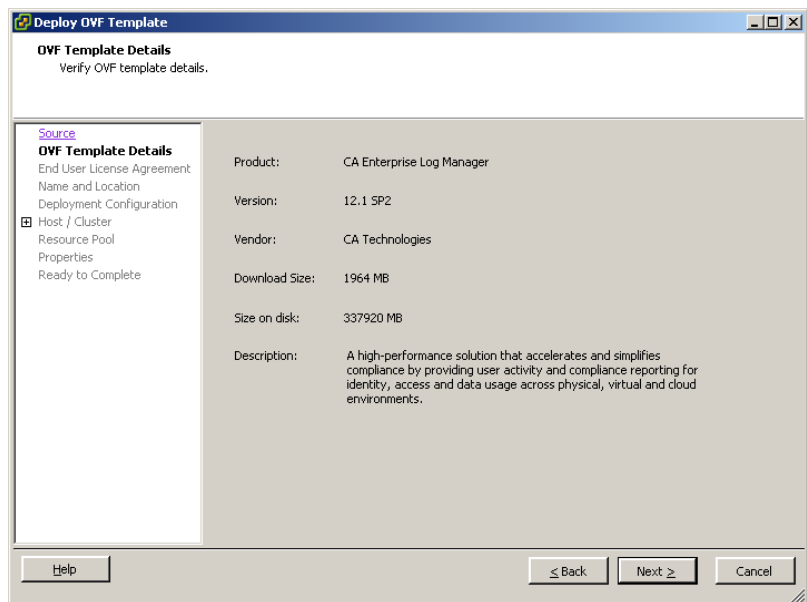 Deploy OVF Template
OVF Template Details
Verify OVF template details.
Source
OVF Template Details
End User License Agreement
Name and Location
Deployment Configuration
Host / Cluster
Resource Pool
Properties
Ready to Complete
Product: CA Enterprise Log Manager
Version: 12.1 SP2
Vendor: CA Technologies
Download Size: 1964 MB
Size on disk: 337920 MB
Description: A high-performance solution that accelerates and simplifies
compliance by providing user activity and compliance reporting for
identity, access and data usage across physical, virtual and cloud
environments.
Help
< Back
Next >
Cancel